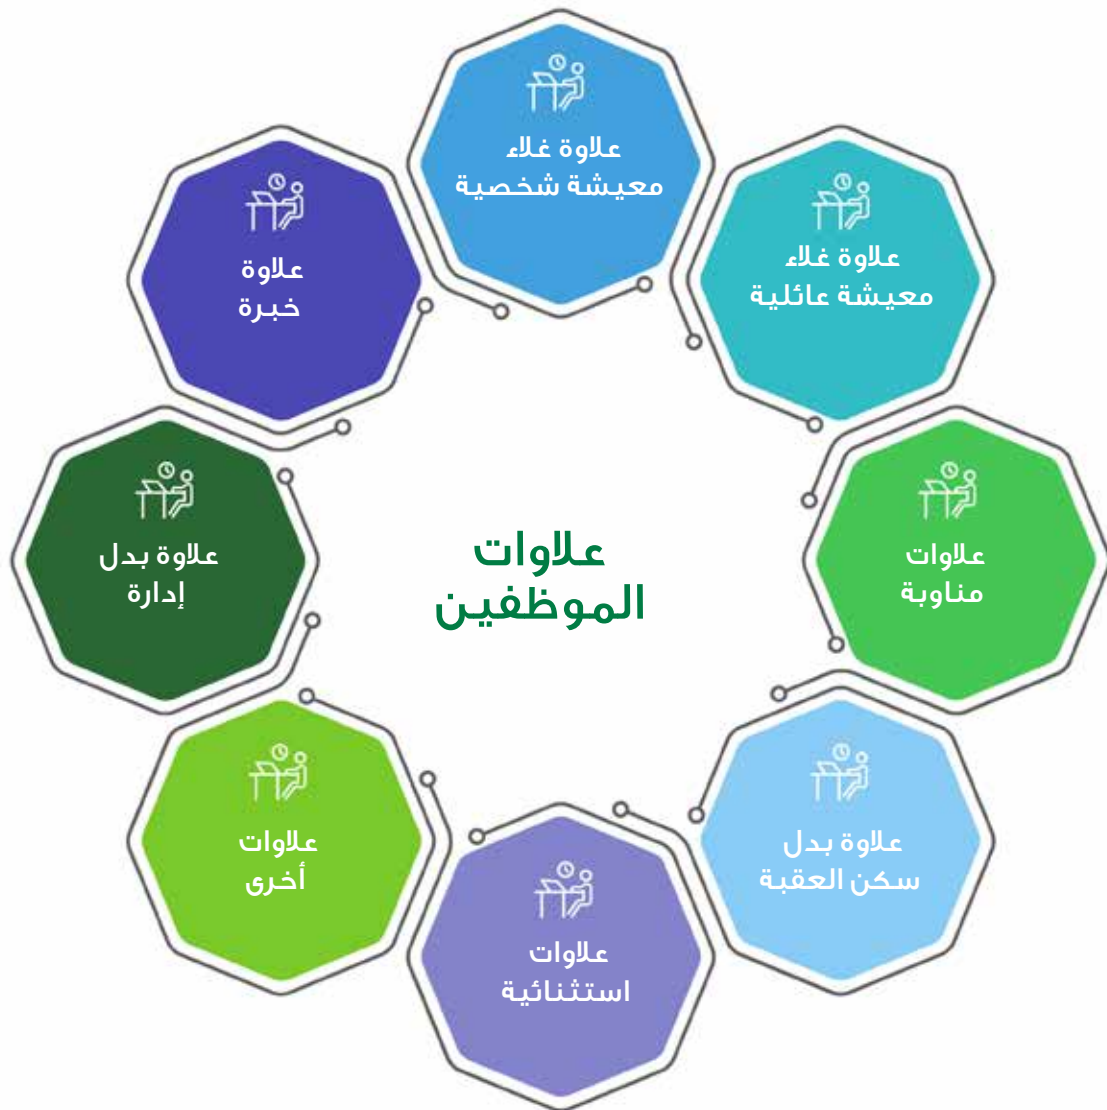 علاوات
الموظفين
علاوة غلاء
معيشة شخصية
علاوة غلاء
معيشة عائلية
علاوات
مناوبة
علاوة بدل
سكن العقبة
علاوات
استثنائية
علاوات
أخرى
علاوة بدل
إدارة
علاوة
خبرة